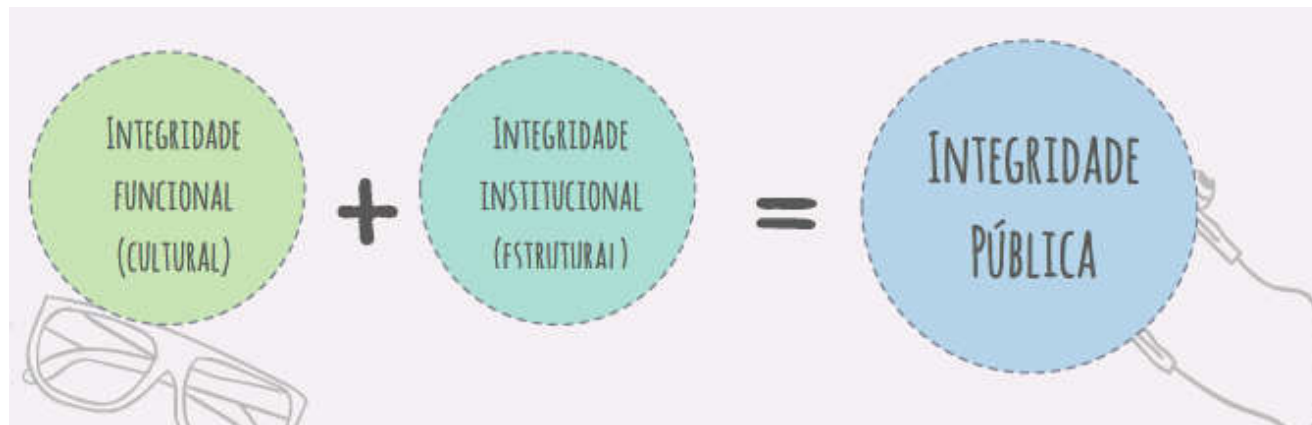 Integridade
funcional
(cultural)
+
Integridade
institucional
(estrutural)
=
Integridade
Pública